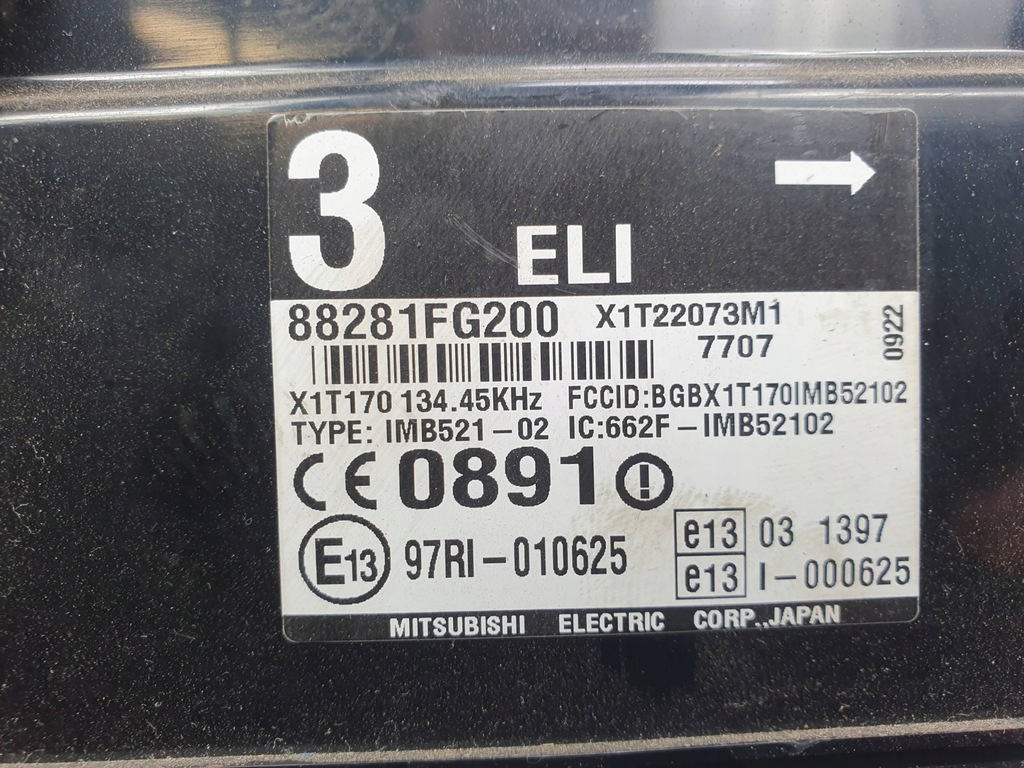 3
ELI
88281FG200 X1T22073M1
7707
0922
X1T170 134.45KHz FCCID:BGBX1T170IMB52102
TYPE: IMB521-02 IC:662F-IMB52102
CE 0891 !
E13 97RI-010625
e13 03 1397
e13 I-000625
MITSUBISHI ELECTRIC CORP.,JAPAN